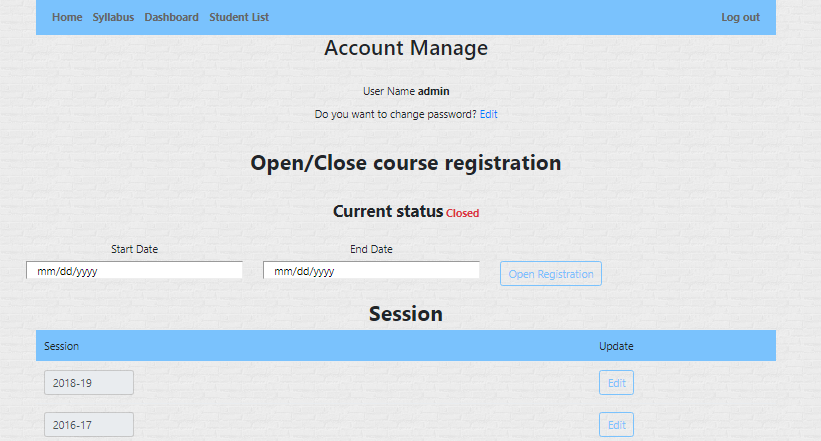 Home Syllabus Dashboard Student List Log out
Account Manage
User Name admin
Do you want to change password? Edit
Open/Close course registration
Current status Closed
Start Date End Date
mm/dd/yyyy mm/dd/yyyy Open Registration
Session
Session Update
2018-19 Edit
2016-17 Edit